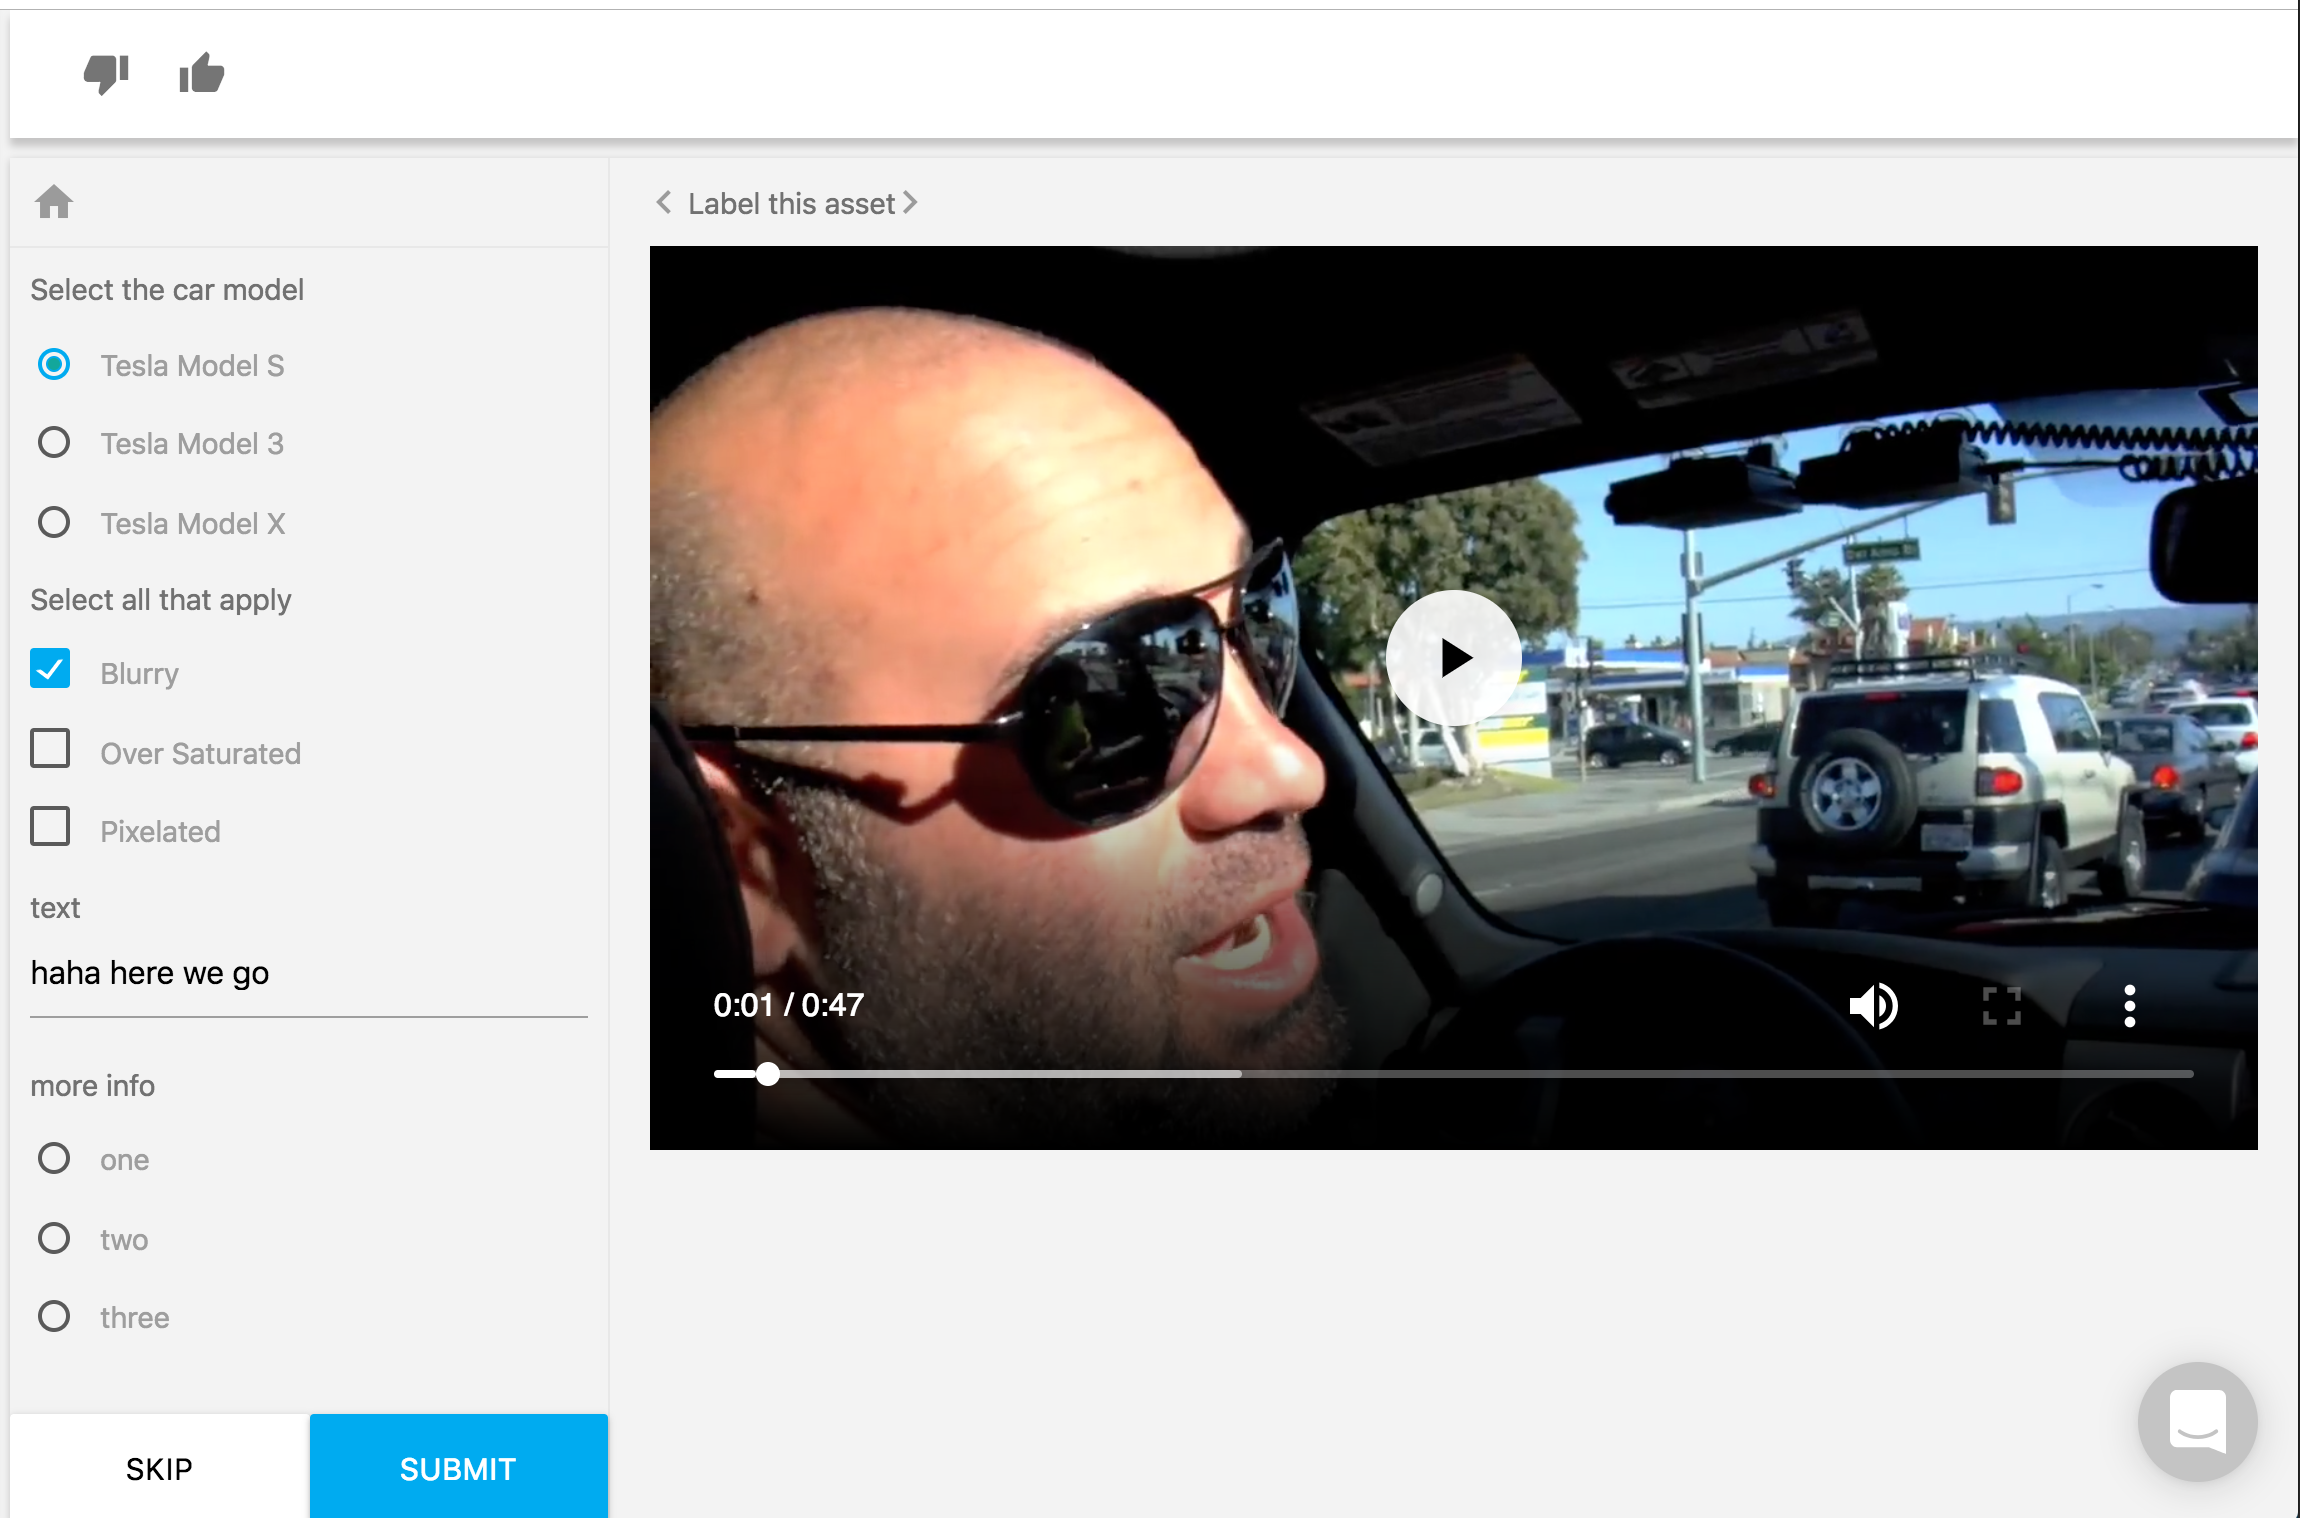 Label this asset
Select the car model
Tesla Model S
Tesla Model 3
Tesla Model X
Select all that apply
Blurry
Over Saturated
Pixelated
text
haha here we go
more info
one
two
three
SKIP
SUBMIT
0:01 / 0:47